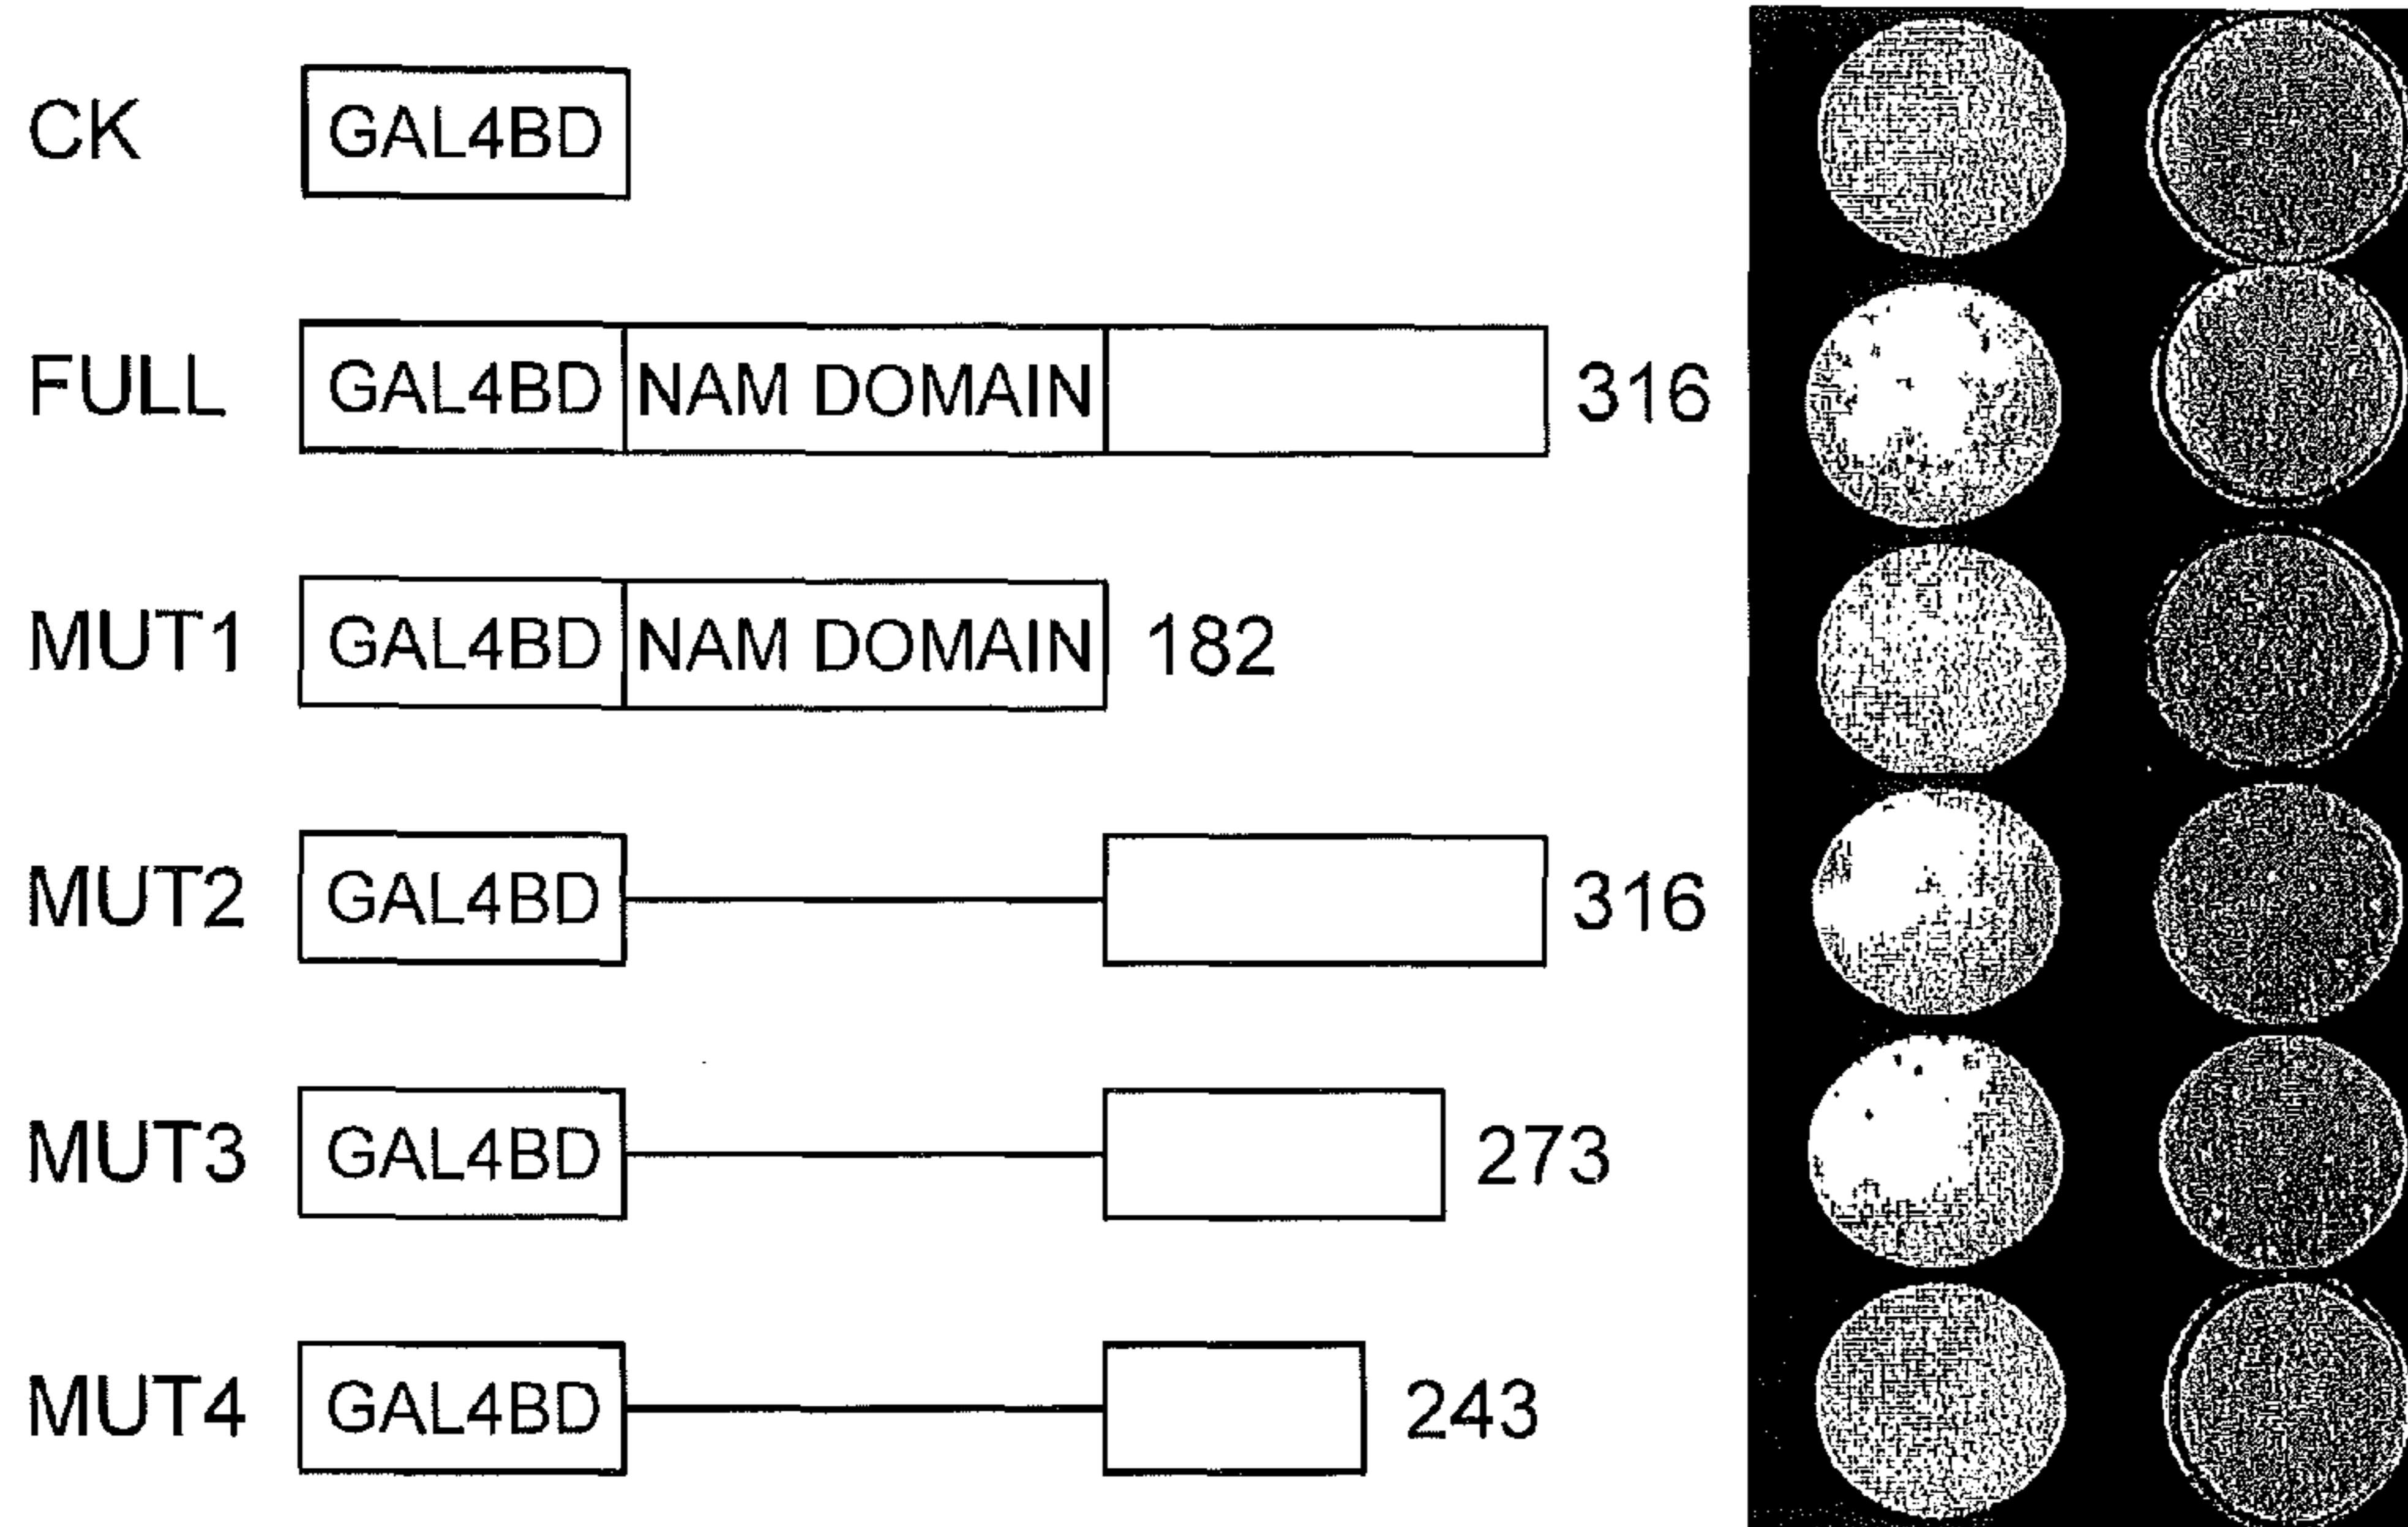 CK GAL4BD
FULL GAL4BD NAM DOMAIN 316
MUT1 GAL4BD NAM DOMAIN 182
MUT2 GAL4BD 316
MUT3 GAL4BD 273
MUT4 GAL4BD 243